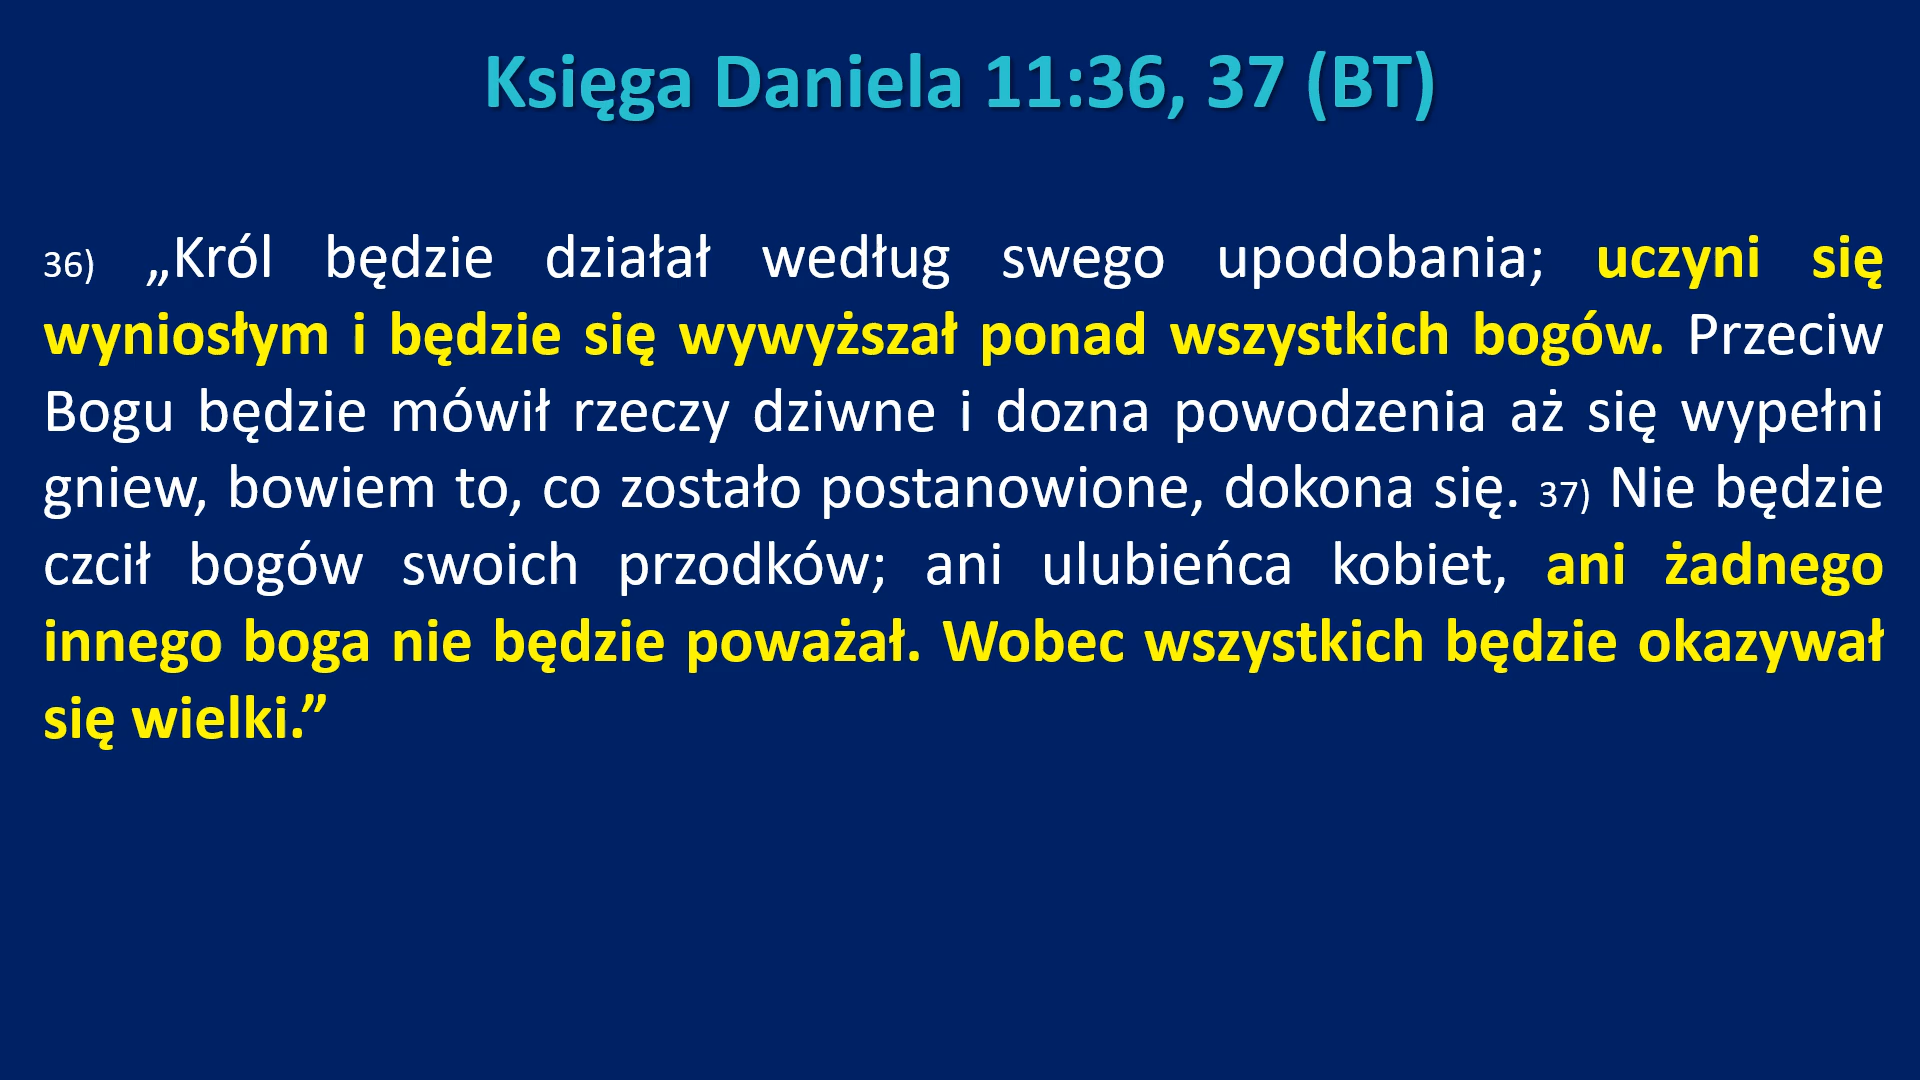 Księga Daniela 11:36, 37 (BT)
36) „Król będzie działał według swego upodobania; uczyni się
wyniosłym i będzie się wywyższał ponad wszystkich bogów. Przeciw
Bogu będzie mówił rzeczy dziwne i dozna powodzenia aż się wypełni
gniew, bowiem to, co zostało postanowione, dokona się. 37) Nie będzie
czcił bogów swoich przodków; ani ulubieńca kobiet, ani żadnego
innego boga nie będzie poważał. Wobec wszystkich będzie okazywał
się wielki.”